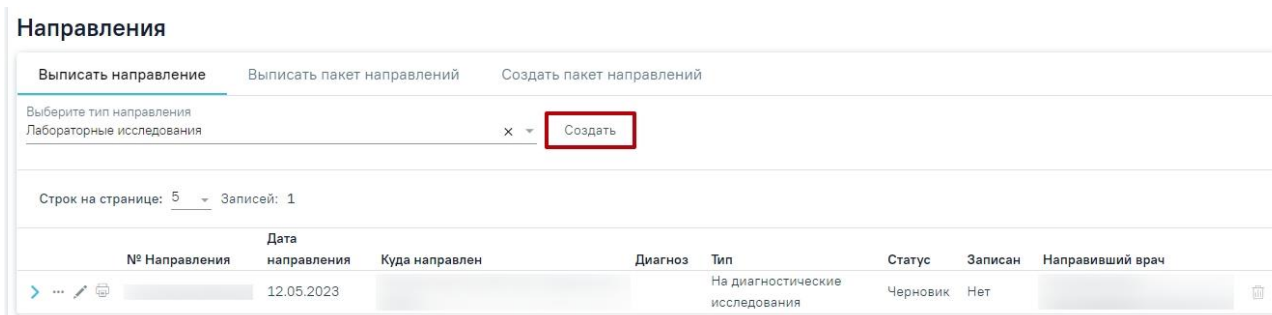 Направления
Выписать направление Выписать пакет направлений Создать пакет направлений
Выберите тип направления
Лабораторные исследования Создать
Строк на странице: 5 Записей: 1
№ Направления Дата направления Куда направлен Диагноз Тип Статус Записан Направивший врач
12.05.2023 На диагностические исследования Черновик Нет